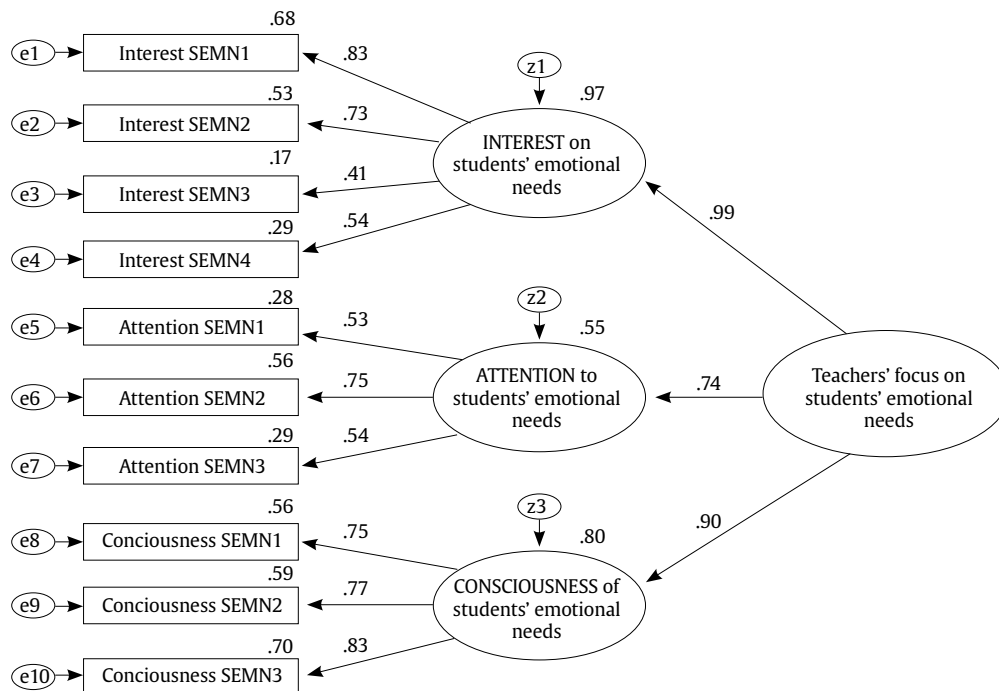 .68
e1
Interest SEMN1
.83
z1
.97
.53
e2
Interest SEMN2
.73
INTEREST on
students’ emotional
needs
.17
e3
Interest SEMN3
.41
.99
.29
e4
Interest SEMN4
.54
z2
.28
e5
Attention SEMN1
.53
.55
.56
e6
Attention SEMN2
.75
ATTENTION to
students’ emotional
needs
.74
Teachers’ focus on
students’ emotional
needs
.29
e7
Attention SEMN3
.54
z3
.56
e8
Conciousness SEMN1
.75
.80
.90
.59
e9
Conciousness SEMN2
.77
CONSCIOUSNESS of
students’ emotional
needs
.70
e10
Conciousness SEMN3
.83